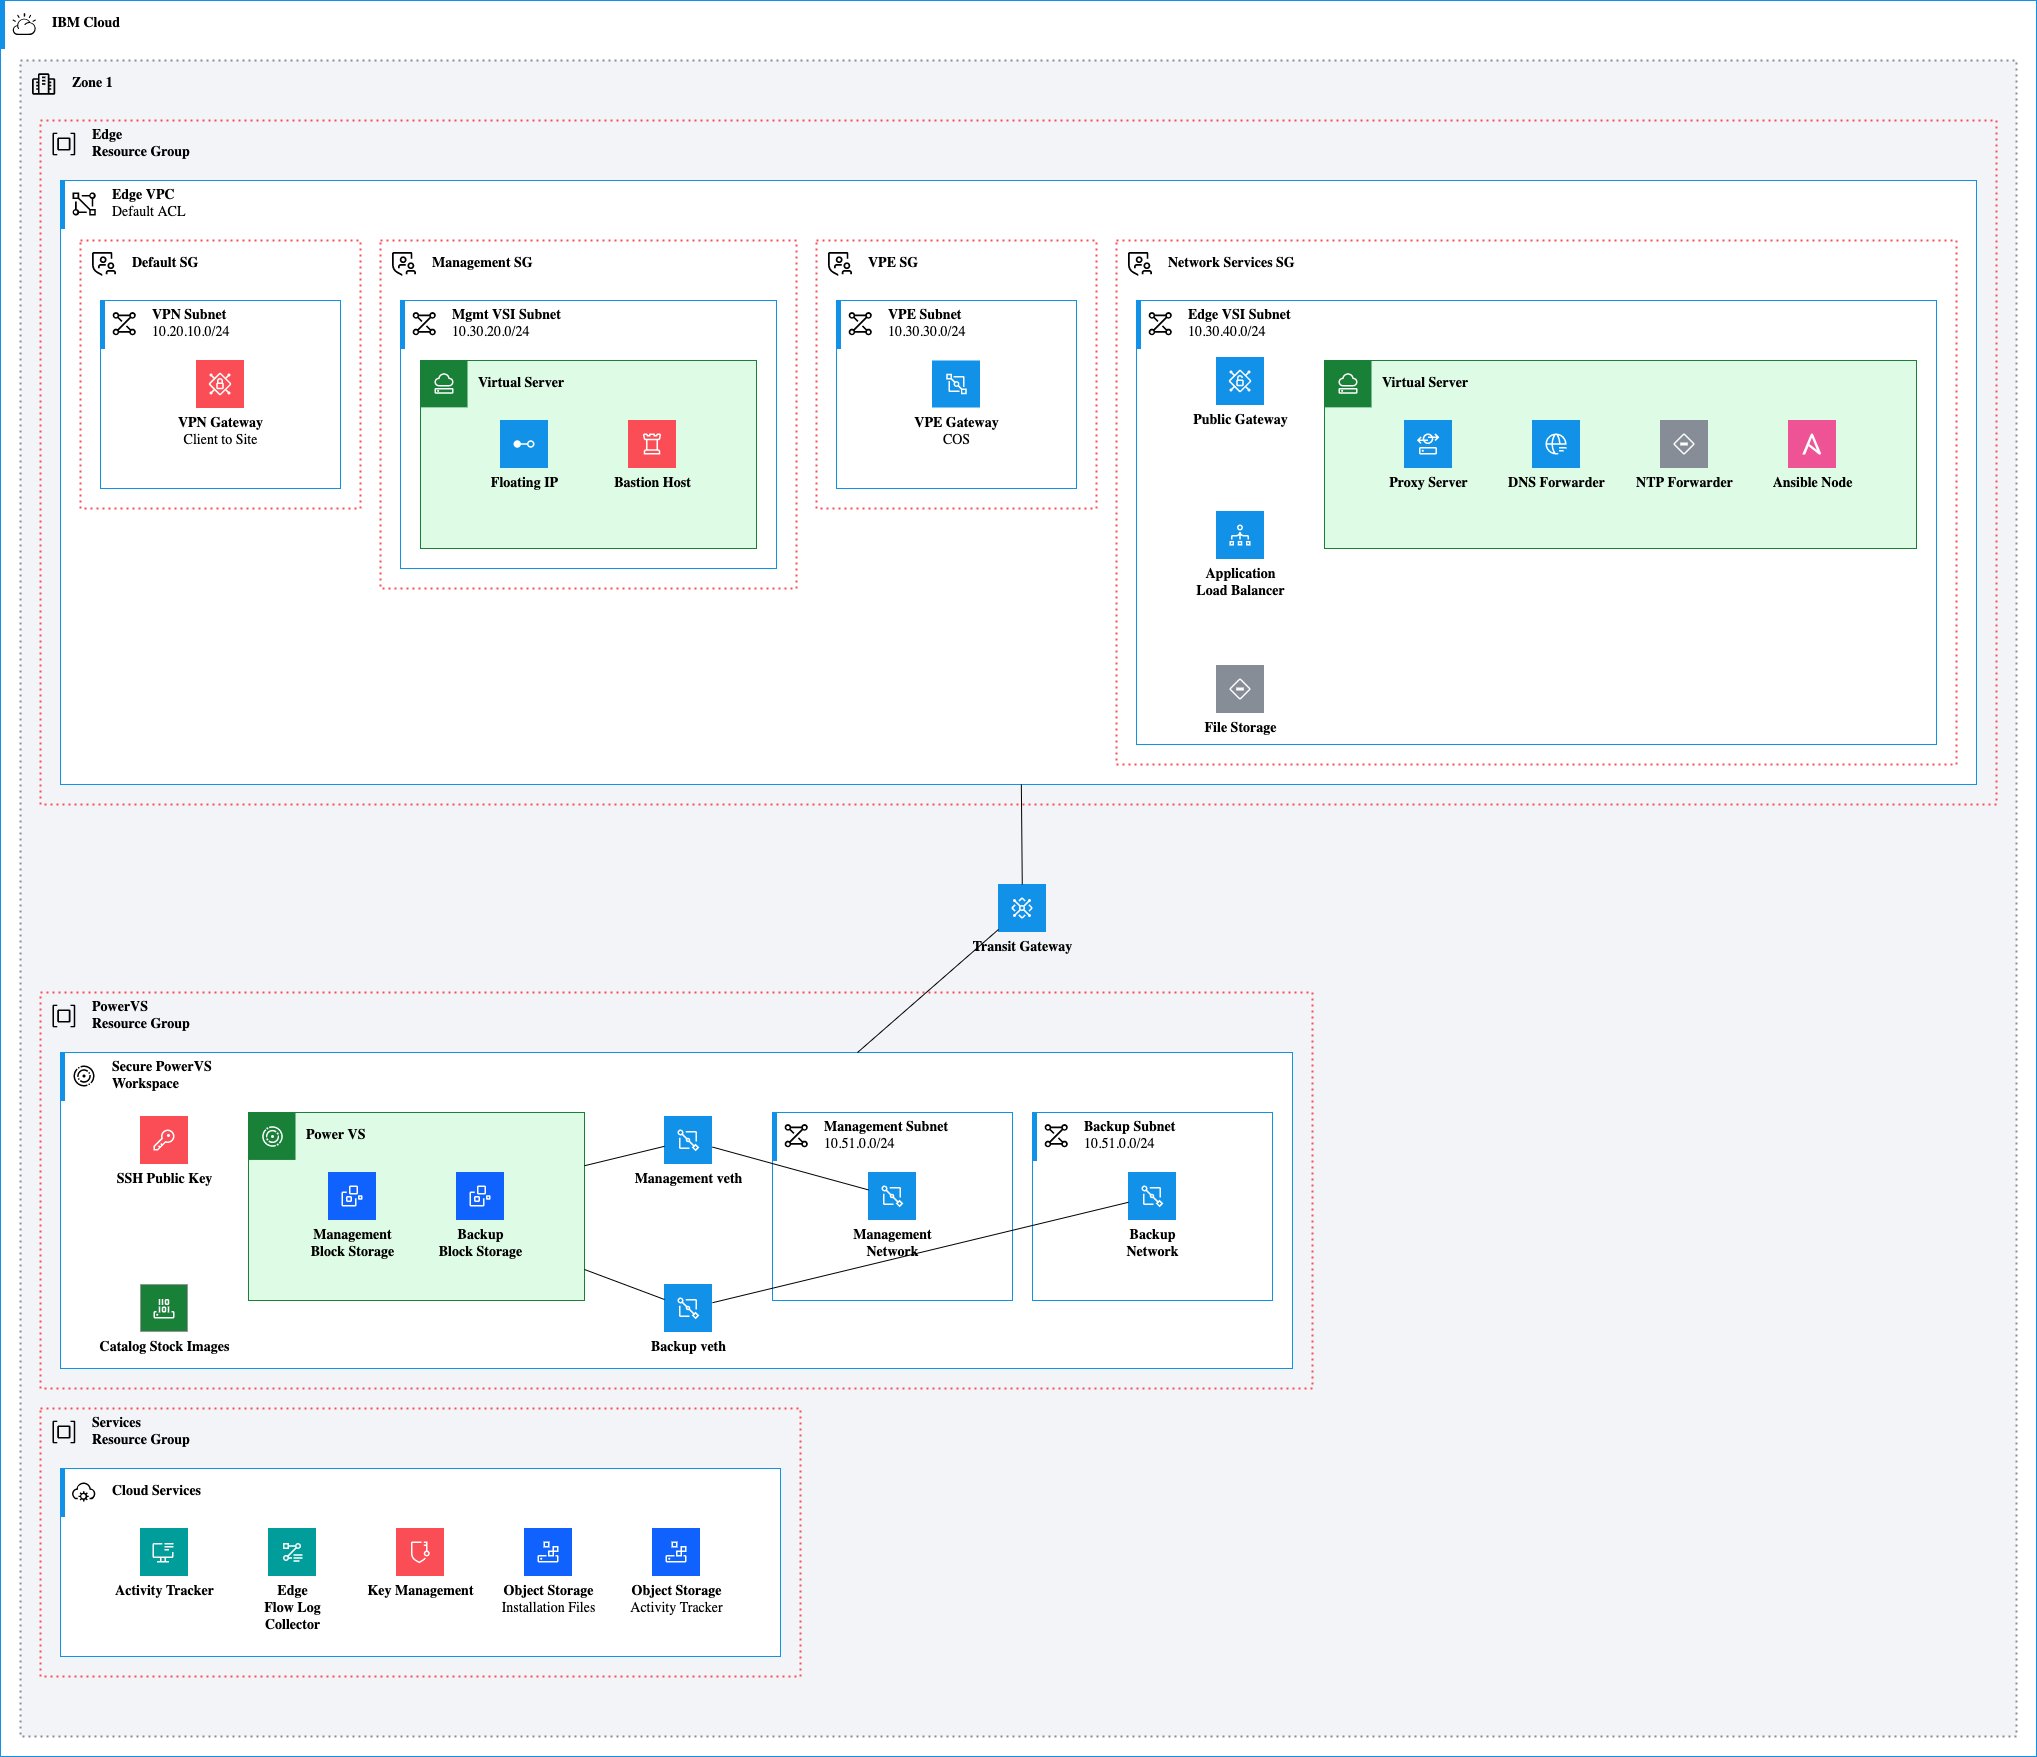 IBM Cloud
Zone 1
Edge
Resource Group
Edge VPC
Default ACL
Default SG
VPN Subnet
10.20.10.0/24
VPN Gateway
Client to Site
Management SG
Mgmt VSI Subnet
10.30.20.0/24
Virtual Server
Floating IP
Bastion Host
VPE SG
VPE Subnet
10.30.30.0/24
VPE Gateway
COS
Network Services SG
Edge VSI Subnet
10.30.40.0/24
Public Gateway
Application
Load Balancer
File Storage
Virtual Server
Proxy Server
DNS Forwarder
NTP Forwarder
Ansible Node
Transit Gateway
PowerVS
Resource Group
Secure PowerVS
Workspace
SSH Public Key
Catalog Stock Images
Power VS
Management
Block Storage
Backup
Block Storage
Management veth
Backup veth
Management Subnet
10.51.0.0/24
Management
Network
Backup Subnet
10.51.0.0/24
Backup
Network
Services
Resource Group
Cloud Services
Activity Tracker
Edge
Flow Log
Collector
Key Management
Object Storage
Installation Files
Object Storage
Activity Tracker